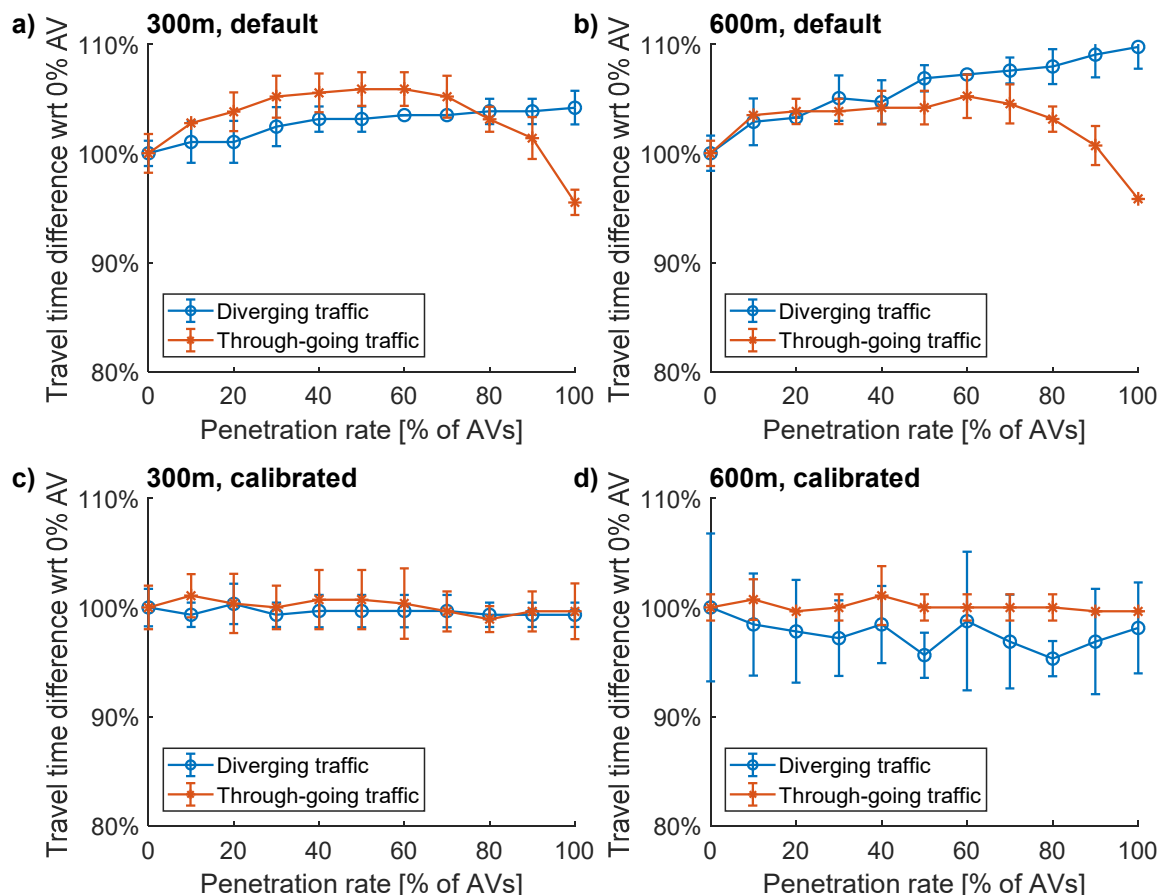 a) 300m, default
Travel time difference wrt 0% AV
110%
100%
90%
80%
Diverging traffic
Through-going traffic
0 20 40 60 80 100
Penetration rate [% of AVs]
b) 600m, default
Travel time difference wrt 0% AV
110%
100%
90%
80%
Diverging traffic
Through-going traffic
0 20 40 60 80 100
Penetration rate [% of AVs]
c) 300m, calibrated
Travel time difference wrt 0% AV
110%
100%
90%
80%
Diverging traffic
Through-going traffic
0 20 40 60 80 100
Penetration rate [% of AVs]
d) 600m, calibrated
Travel time difference wrt 0% AV
110%
100%
90%
80%
Diverging traffic
Through-going traffic
0 20 40 60 80 100
Penetration rate [% of AVs]